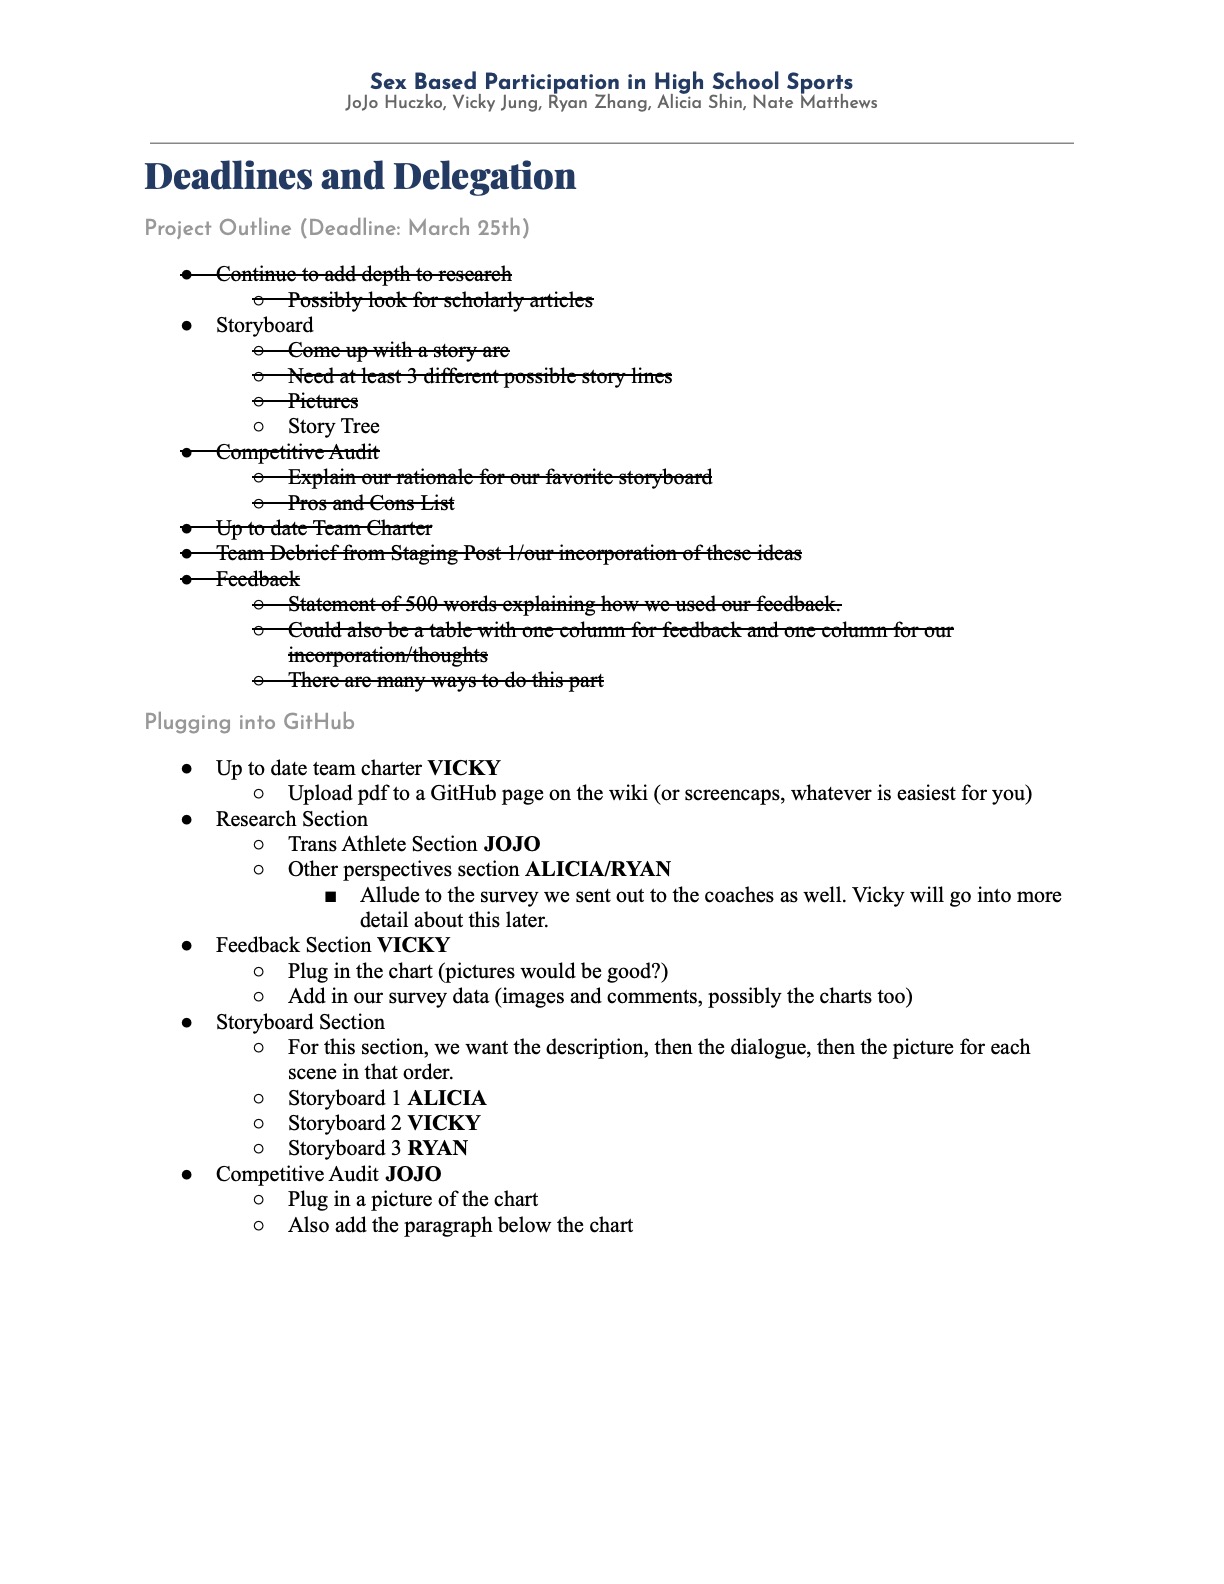 Sex Based Participation in High School Sports
JoJo Huczko, Vicky Jung, Ryan Zhang, Alicia Shin, Nate Matthews
Deadlines and Delegation
Project Outline (Deadline: March 25th)
● Continue to add depth to research
○ Possibly look for scholarly articles
● Storyboard
○ Come up with a story arc
○ Need at least 3 different possible story lines
○ Pictures
○ Story Tree
● Competitive Audit
○ Explain our rationale for our favorite storyboard
○ Pros and Cons List
● Up to date Team Charter
● Team Debrief from Staging Post 1/our incorporation of these ideas
● Feedback
○ Statement of 500 words explaining how we used our feedback.
○ Could also be a table with one column for feedback and one column for our
incorporation/thoughts
○ There are many ways to do this part
Plugging into GitHub
● Up to date team charter VICKY
○ Upload pdf to a GitHub page on the wiki (or screencaps, whatever is easiest for you)
● Research Section
○ Trans Athlete Section JOJO
○ Other perspectives section ALICIA/RYAN
■ Allude to the survey we sent out to the coaches as well. Vicky will go into more
detail about this later.
● Feedback Section VICKY
○ Plug in the chart (pictures would be good?)
○ Add in our survey data (images and comments, possibly the charts too)
● Storyboard Section
○ For this section, we want the description, then the dialogue, then the picture for each
scene in that order.
○ Storyboard 1 ALICIA
○ Storyboard 2 VICKY
○ Storyboard 3 RYAN
● Competitive Audit JOJO
○ Plug in a picture of the chart
○ Also add the paragraph below the chart